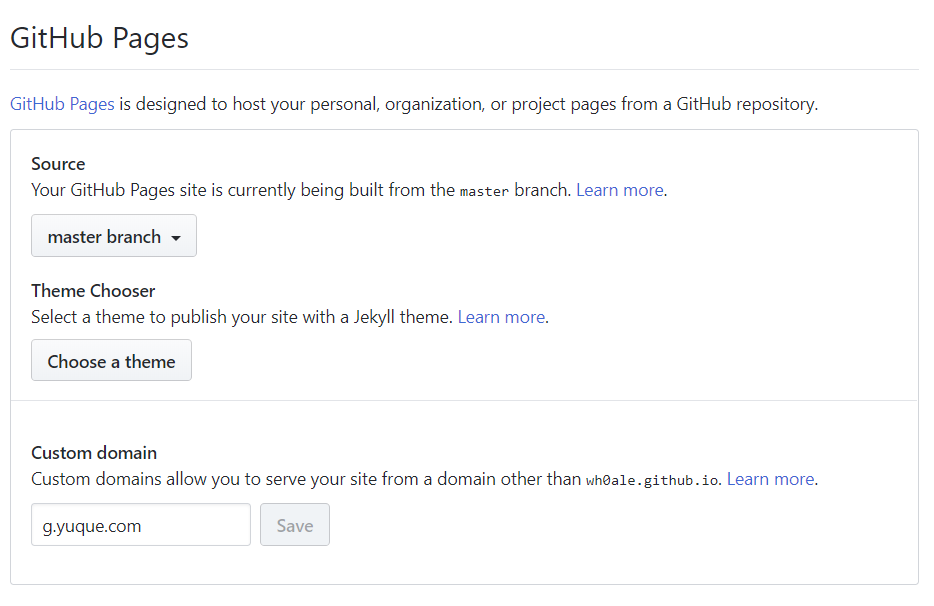 GitHub Pages
GitHub Pages is designed to host your personal, organization, or project pages from a GitHub repository.
Source
Your GitHub Pages site is currently being built from the master branch. Learn more.
master branch
Theme Chooser
Select a theme to publish your site with a Jekyll theme. Learn more.
Choose a theme
Custom domain
Custom domains allow you to serve your site from a domain other than wh0ale.github.io. Learn more.
g.yuque.com Save